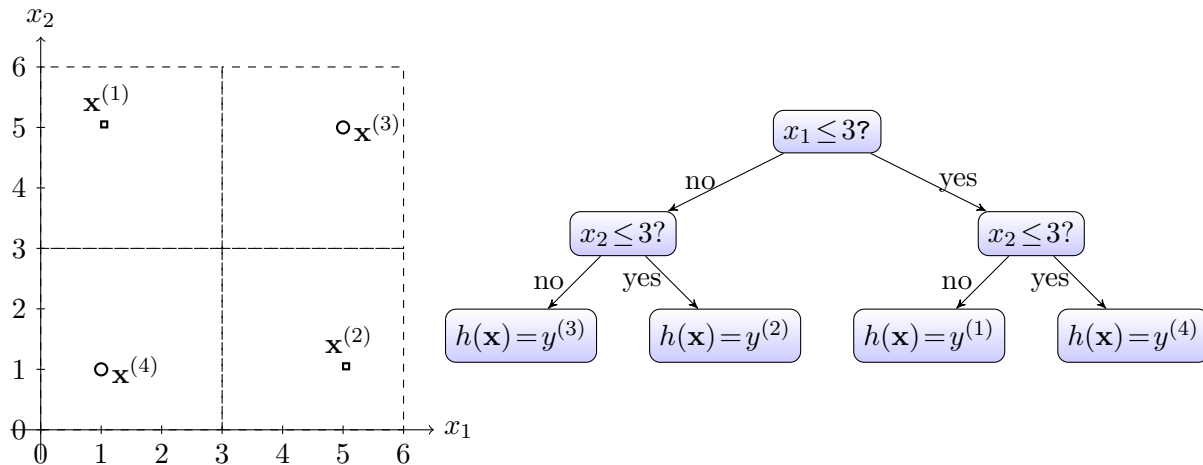 x₂
6
x⁽¹⁾
5
x⁽³⁾
4
3
2
x⁽²⁾
1
x⁽⁴⁾
0
x₁
0 1 2 3 4 5 6
x₁ ≤ 3?
no yes
x₂ ≤ 3? x₂ ≤ 3?
no yes no yes
h(x) = y⁽³⁾ h(x) = y⁽²⁾ h(x) = y⁽¹⁾ h(x) = y⁽⁴⁾